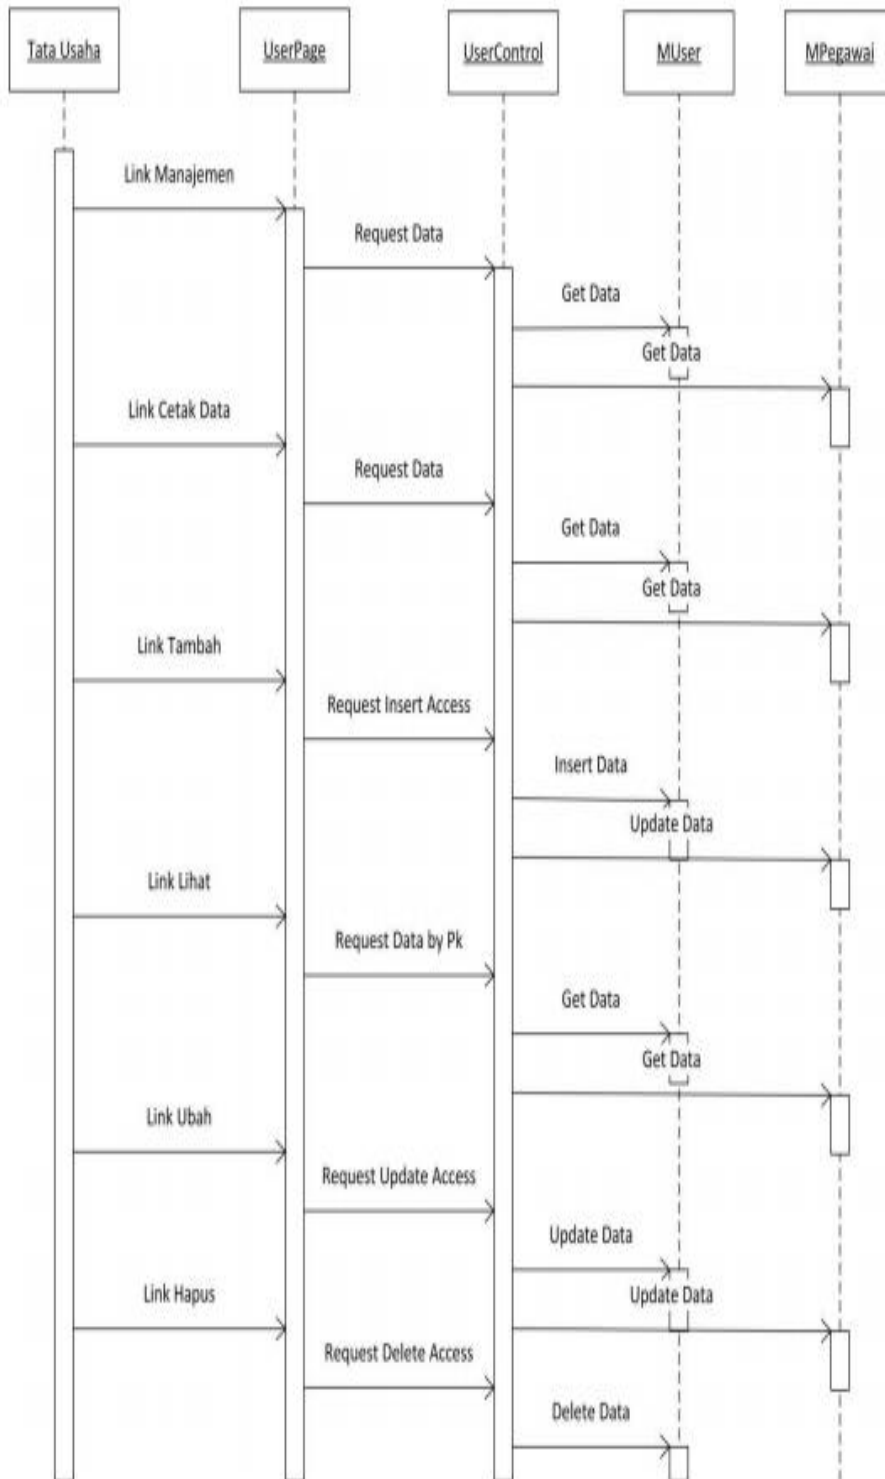 Tata Usaha
UserPage
UserControl
MUser
MPegawai
Link Manajemen
Request Data
Get Data
Get Data
Link Cetak Data
Request Data
Get Data
Get Data
Link Tambah
Request Insert Access
Insert Data
Update Data
Link Lihat
Request Data by Pk
Get Data
Get Data
Link Ubah
Request Update Access
Update Data
Update Data
Link Hapus
Request Delete Access
Delete Data